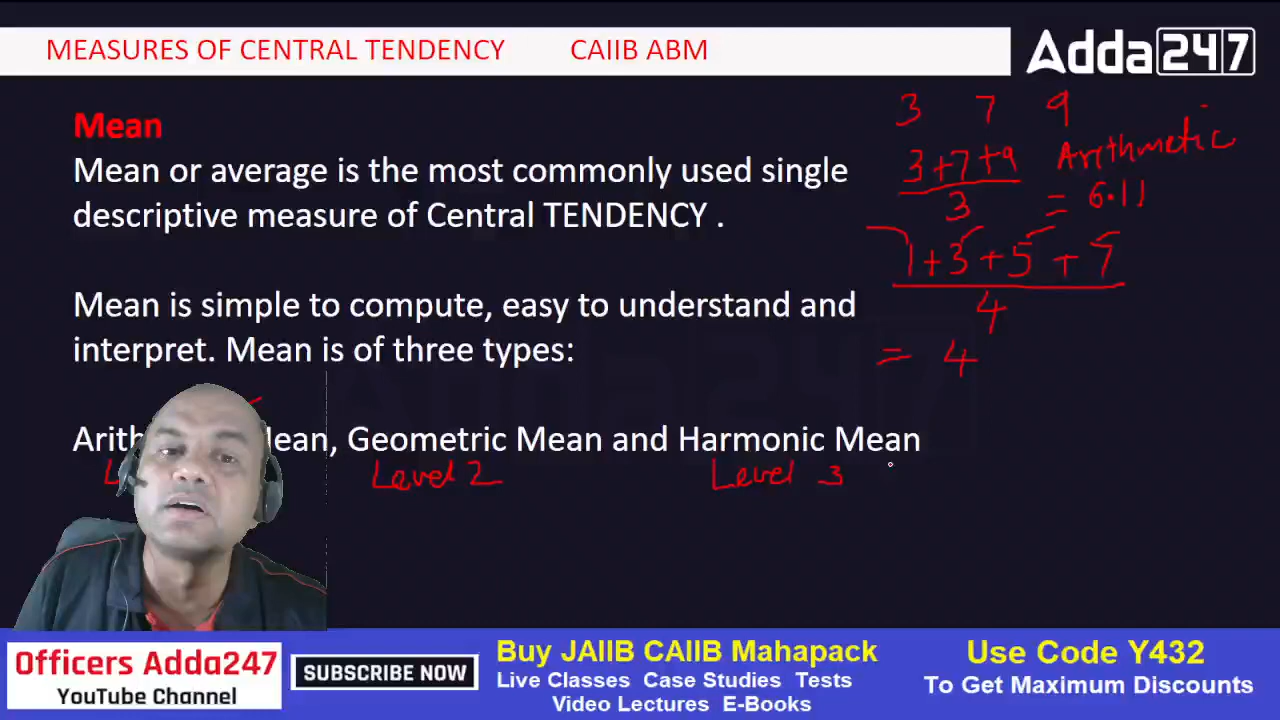 MEASURES OF CENTRAL TENDENCY CAIIB ABM
Adda247
Mean
Mean or average is the most commonly used single
descriptive measure of Central TENDENCY .
Mean is simple to compute, easy to understand and
interpret. Mean is of three types:
Mean, Geometric Mean and Harmonic Mean
Level 2 Level 3
3 7 9
3+7+9 Arithmetic
3 = 6.11
1+3+5+7
4
= 4
Officers Adda247
YouTube Channel
SUBSCRIBE NOW
Buy JAIIB CAIIB Mahapack
Live Classes Case Studies Tests
Video Lectures E-Books
Use Code Y432
To Get Maximum Discounts